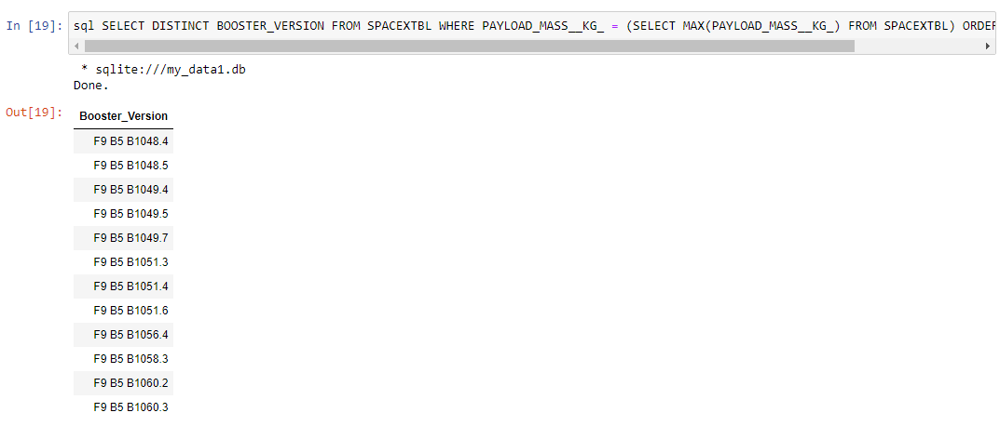 In [19]: sql SELECT DISTINCT BOOSTER_VERSION FROM SPACEXTBL WHERE PAYLOAD_MASS__KG_ = (SELECT MAX(PAYLOAD_MASS__KG_) FROM SPACEXTBL) ORDER
* sqlite:///my_data1.db
Done.
Out[19]:
Booster_Version
F9 B5 B1048.4
F9 B5 B1048.5
F9 B5 B1049.4
F9 B5 B1049.5
F9 B5 B1049.7
F9 B5 B1051.3
F9 B5 B1051.4
F9 B5 B1051.6
F9 B5 B1056.4
F9 B5 B1058.3
F9 B5 B1060.2
F9 B5 B1060.3